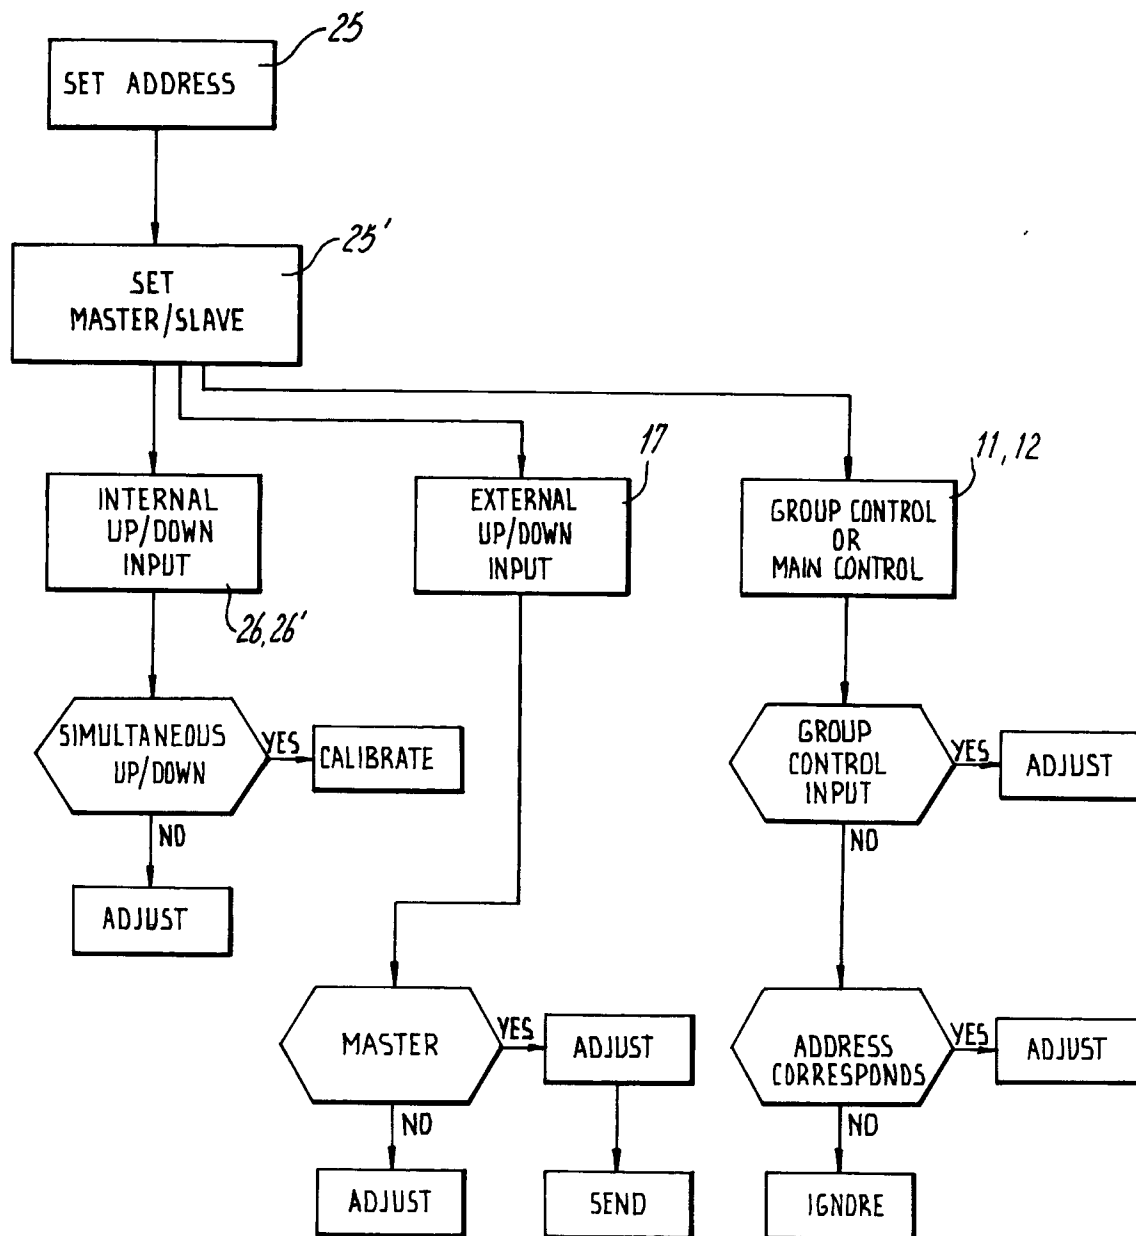 25
SET ADDRESS
25'
SET
MASTER/SLAVE
INTERNAL
UP/DOWN
INPUT
26,26'
17
EXTERNAL
UP/DOWN
INPUT
11,12
GROUP CONTROL
OR
MAIN CONTROL
SIMULTANEOUS
UP/DOWN
YES
CALIBRATE
NO
ADJUST
GROUP
CONTROL
INPUT
YES
ADJUST
NO
MASTER
YES
ADJUST
NO
ADJUST
SEND
ADDRESS
CORRESPONDS
YES
ADJUST
NO
IGNORE